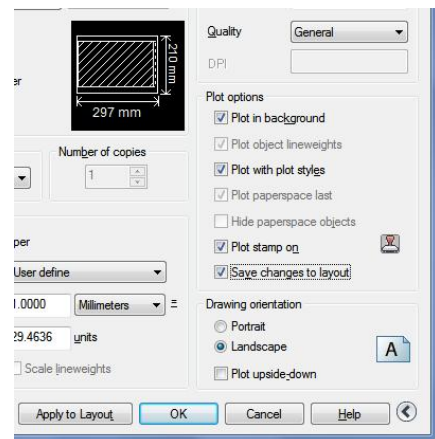 Quality
General
DPI
210 mm
297 mm
er
Plot options
Plot in background
Plot object lineweights
Plot with plot styles
Plot paperspace last
Hide paperspace objects
Plot stamp on
Save changes to layout
Number of copies
1
per
User define
.0000
Millimeters
=
29.4636
units
Scale lineweights
Drawing orientation
Portrait
Landscape
A
Plot upside-down
Apply to Layout
OK
Cancel
Help